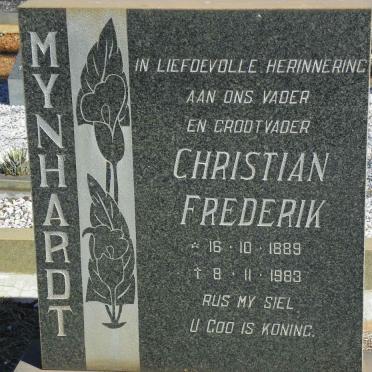 MYNHARDT
IN LIEFDEVOLLE HERINNERING
AAN ONS VADER
EN GROOTVADER
CHRISTIAN
FREDERIK
* 16 · 10 · 1889
† 8 · 11 · 1983
RUS MY SIEL
U GOD IS KONING.